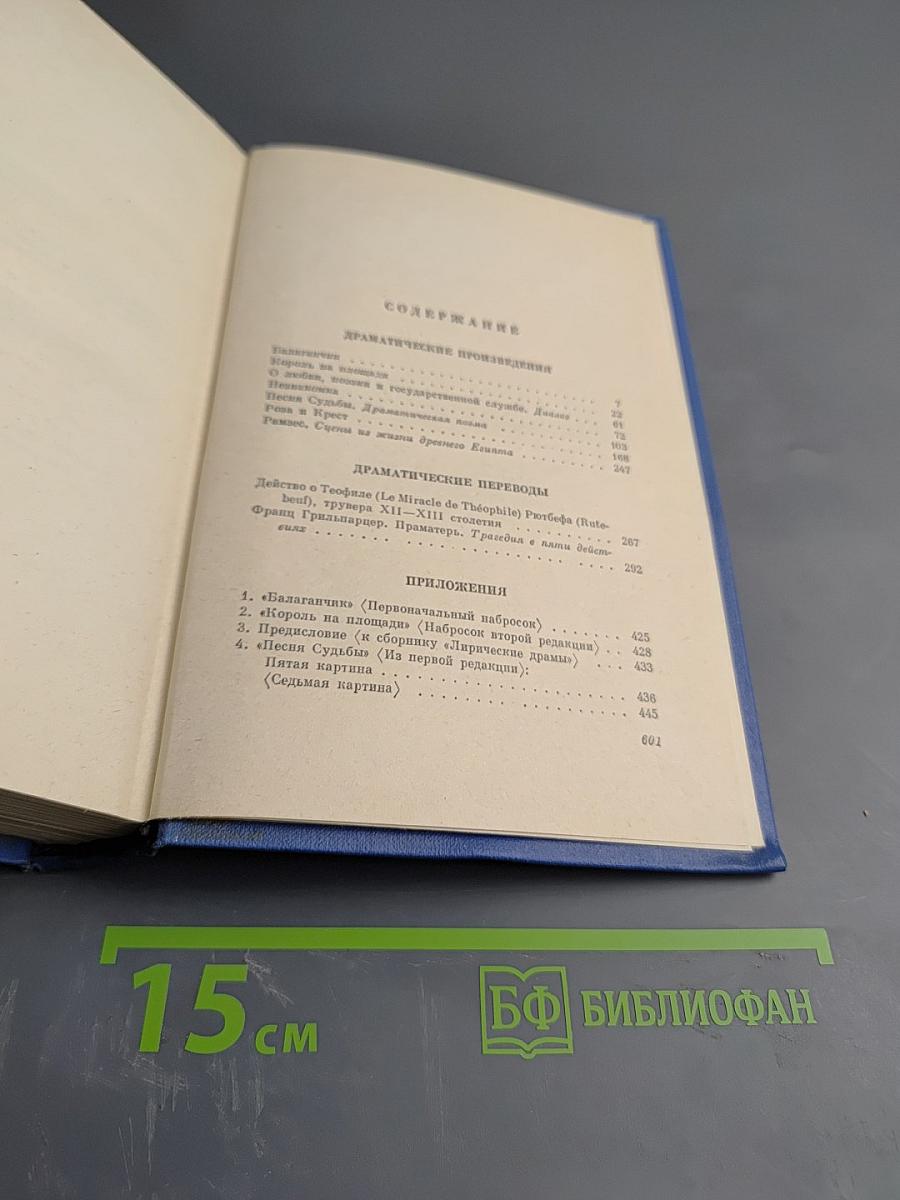 СОДЕРЖАНИЕ
ДРАМАТИЧЕСКИЕ ПРОИЗВЕДЕНИЯ
Балаганчик . . . . . . . . . . . . . . . . . . 7
Король на площади . . . . . . . . . . . . . . 22
О любви, поэзии и государственной службе. Диалог . . . 61
Незнакомка . . . . . . . . . . . . . . . . . . 72
Песня Судьбы. Драматическая поэма . . . . . . . . 103
Роза и Крест . . . . . . . . . . . . . . . . . 168
Рамзес. Сцены из жизни древнего Египта . . . . . . . 247
ДРАМАТИЧЕСКИЕ ПЕРЕВОДЫ
Действо о Теофиле (Le Miracle de Théophile) Рютбефа (Rute-
beuf), трувера XII—XIII столетия . . . . . . . . . 267
Франц Грильпарцер. Праматерь. Трагедия в пяти дейст-
виях . . . . . . . . . . . . . . . . . . . . 292
ПРИЛОЖЕНИЯ
1. «Балаганчик» ⟨Первоначальный набросок⟩ . . . . . . . 425
2. «Король на площади» ⟨Набросок второй редакции⟩ . . 428
3. Предисловие ⟨к сборнику «Лирические драмы»⟩ . . . 433
4. «Песня Судьбы» ⟨Из первой редакции⟩:
Пятая картина . . . . . . . . . . . . . . . . 436
⟨Седьмая картина⟩ . . . . . . . . . . . . . . . 445
601
15 см
БФ БИБЛИОФАН